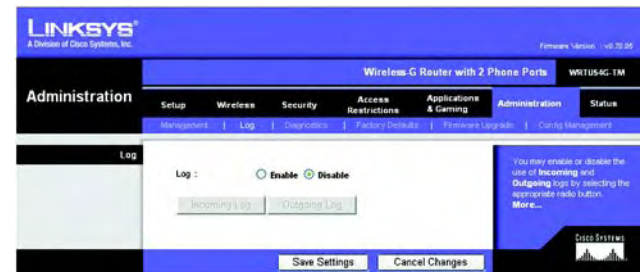 LINKSYS®
A Division of Cisco Systems, Inc.
Firmware Version : v0.70.05
Wireless-G Router with 2 Phone Ports WRTU54G-TM
Administration
Setup Wireless Security Access Restrictions Applications & Gaming Administration Status
Management | Log | Diagnostics | Factory Defaults | Firmware Upgrade | Config Management
Log
Log : Enable Disable
Incoming Log Outgoing Log
You may enable or disable the
use of Incoming and
Outgoing logs by selecting the
appropriate radio button.
More...
CISCO SYSTEMS
Save Settings Cancel Changes